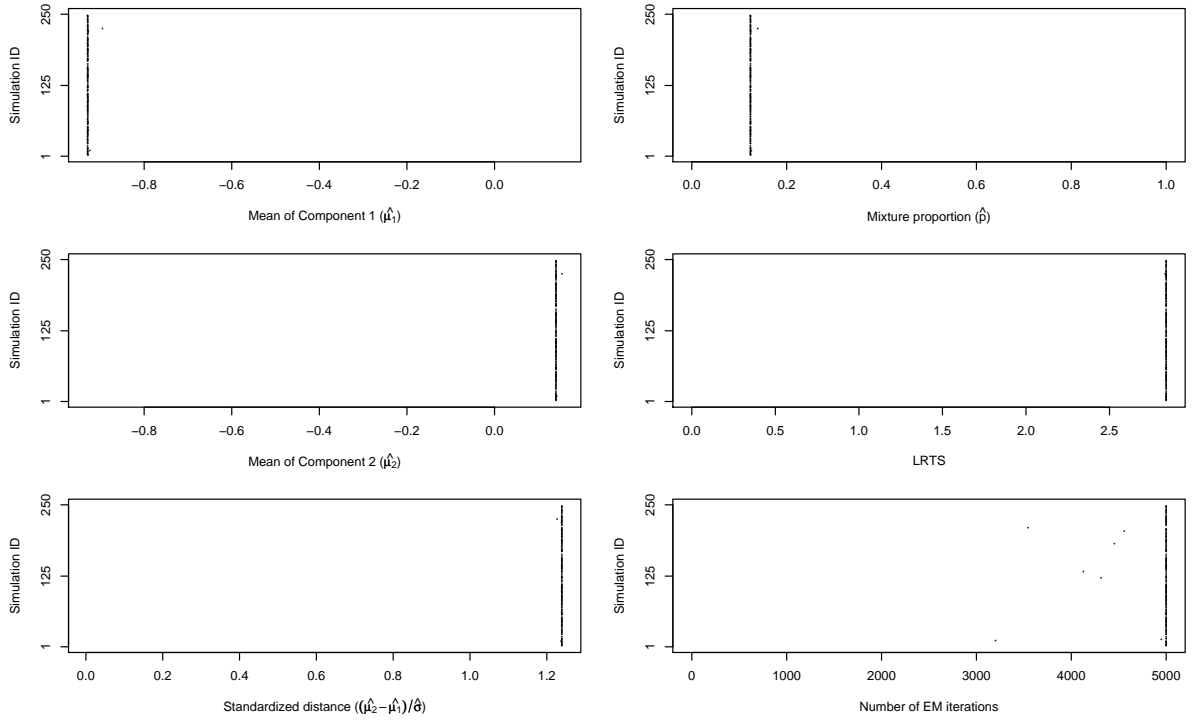 250
125
1
Simulation ID
−0.8 −0.6 −0.4 −0.2 0.0
Mean of Component 1 (μ̂₁)
250
125
1
Simulation ID
0.0 0.2 0.4 0.6 0.8 1.0
Mixture proportion (p̂)
250
125
1
Simulation ID
−0.8 −0.6 −0.4 −0.2 0.0
Mean of Component 2 (μ̂₂)
250
125
1
Simulation ID
0.0 0.5 1.0 1.5 2.0 2.5
LRTS
250
125
1
Simulation ID
0.0 0.2 0.4 0.6 0.8 1.0 1.2
Standardized distance ((μ̂₂−μ̂₁)/σ̂)
250
125
1
Simulation ID
0 1000 2000 3000 4000 5000
Number of EM iterations